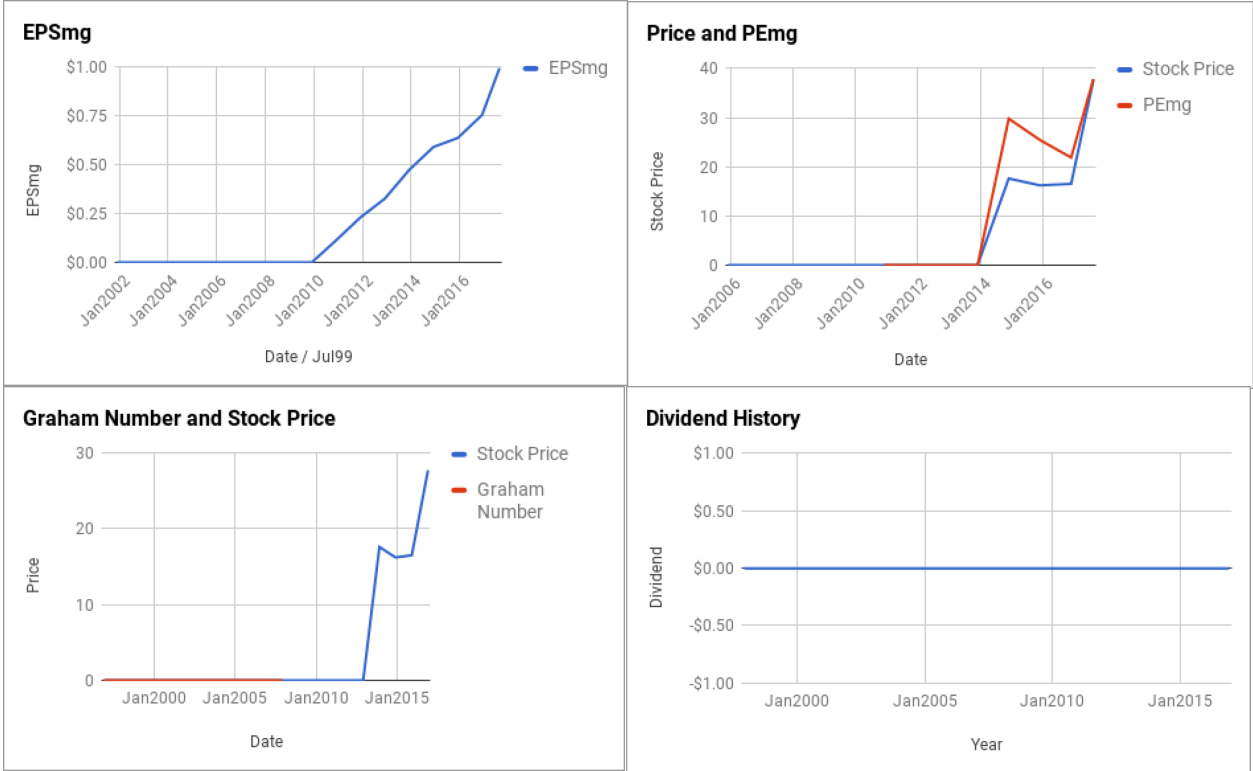 EPSmg
EPSmg
$1.00
$0.75
$0.50
$0.25
$0.00
EPSmg
Jan2002
Jan2004
Jan2006
Jan2008
Jan2010
Jan2012
Jan2014
Jan2016
Date / Jul99
Price and PEmg
Stock Price
PEmg
40
30
20
10
0
Stock Price
Jan2006
Jan2008
Jan2010
Jan2012
Jan2014
Jan2016
Date
Graham Number and Stock Price
Stock Price
Graham
Number
30
20
10
0
Price
Jan2000
Jan2005
Jan2010
Jan2015
Date
Dividend History
$1.00
$0.50
$0.00
-$0.50
-$1.00
Dividend
Jan2000
Jan2005
Jan2010
Jan2015
Year